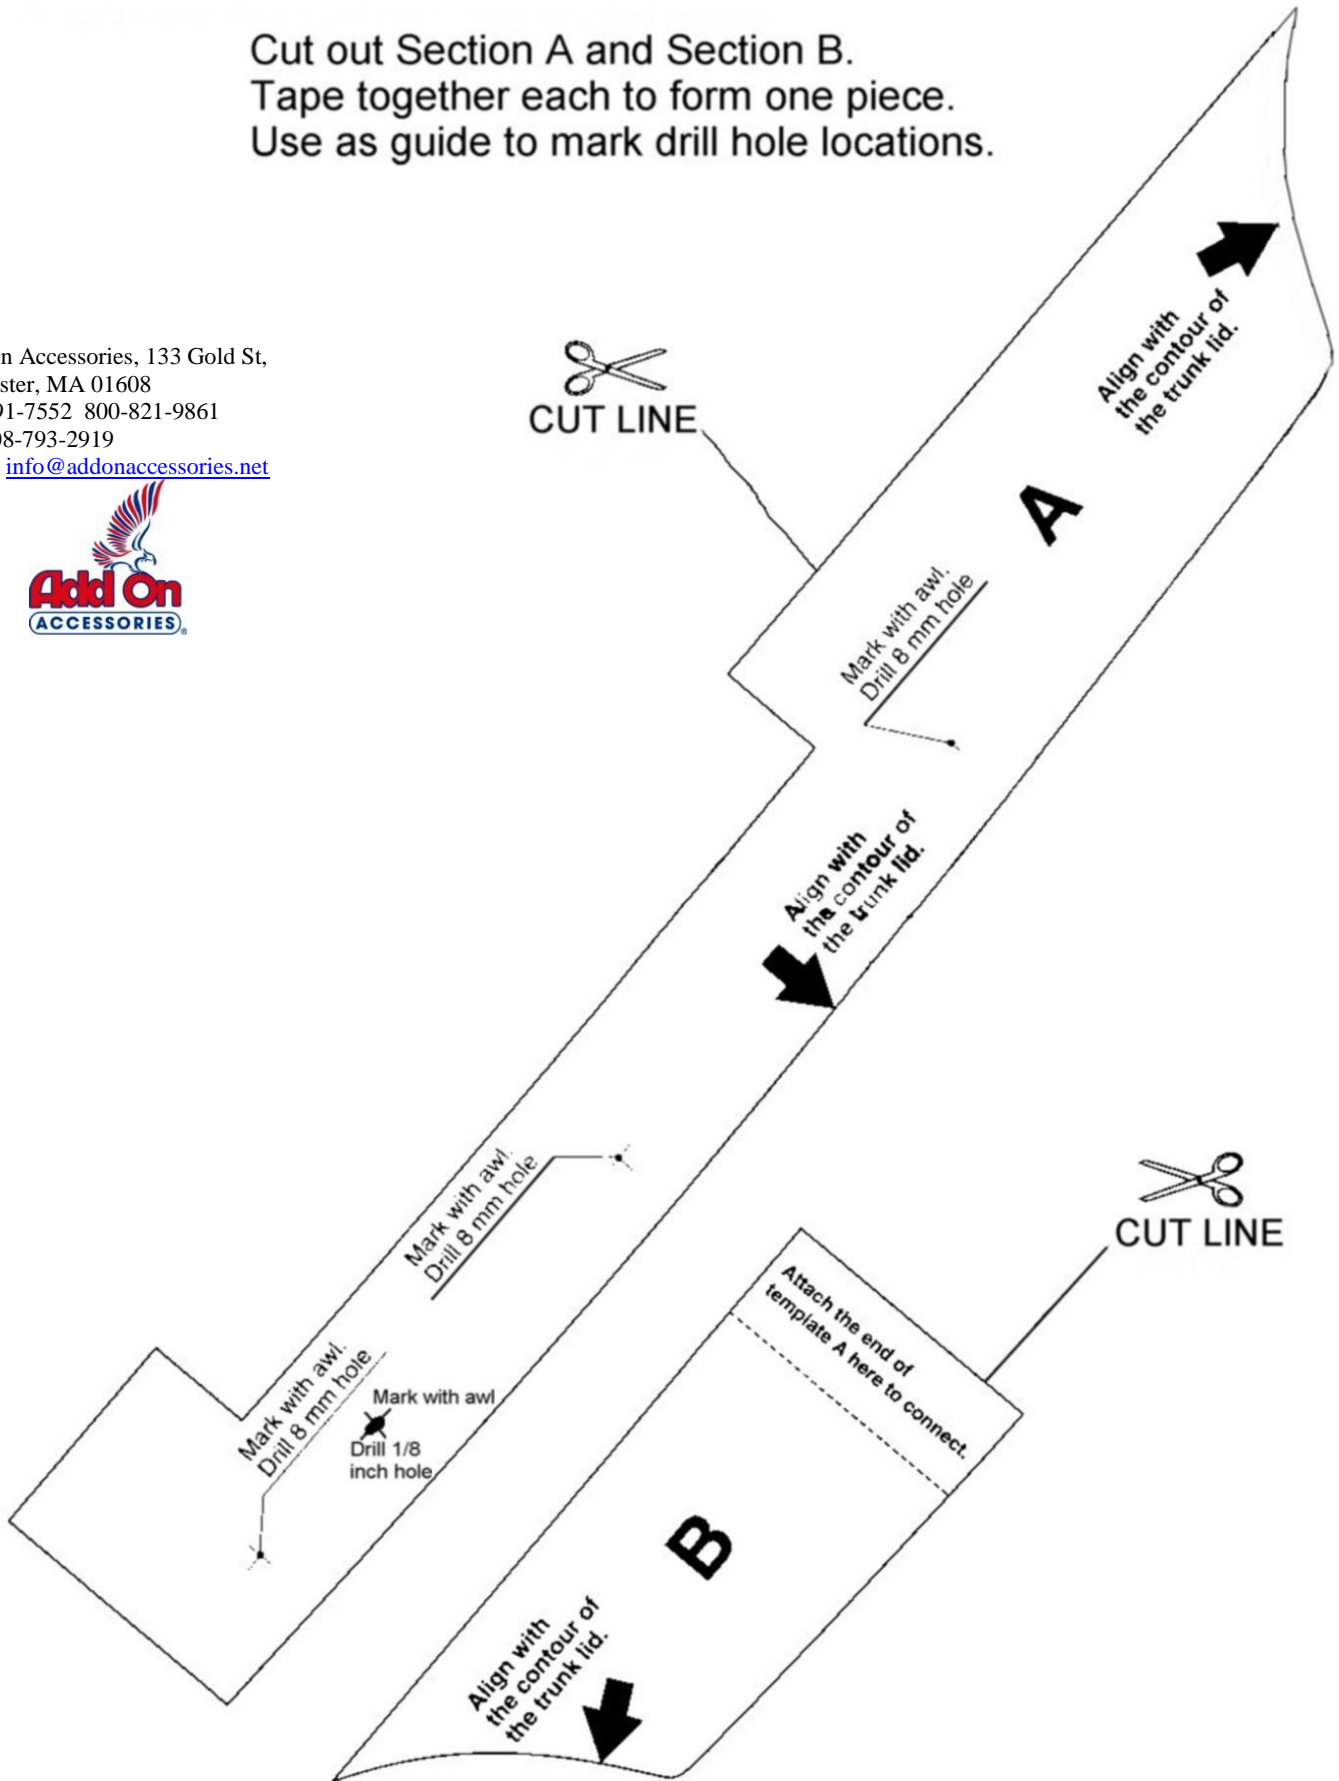 Cut out Section A and Section B.
Tape together each to form one piece.
Use as guide to mark drill hole locations.
n Accessories, 133 Gold St,
ster, MA 01608
91-7552 800-821-9861
8-793-2919
info@addonaccessories.net
Add On
ACCESSORIES®
CUT LINE
Align with
the contour of
the trunk lid.
A
Mark with awl.
Drill 8 mm hole
Align with
the contour of
the trunk lid.
Mark with awl.
Drill 8 mm hole
Mark with awl.
Drill 8 mm hole
Mark with awl
Drill 1/8
inch hole
CUT LINE
Attach the end of
template A here to connect.
B
Align with
the contour of
the trunk lid.